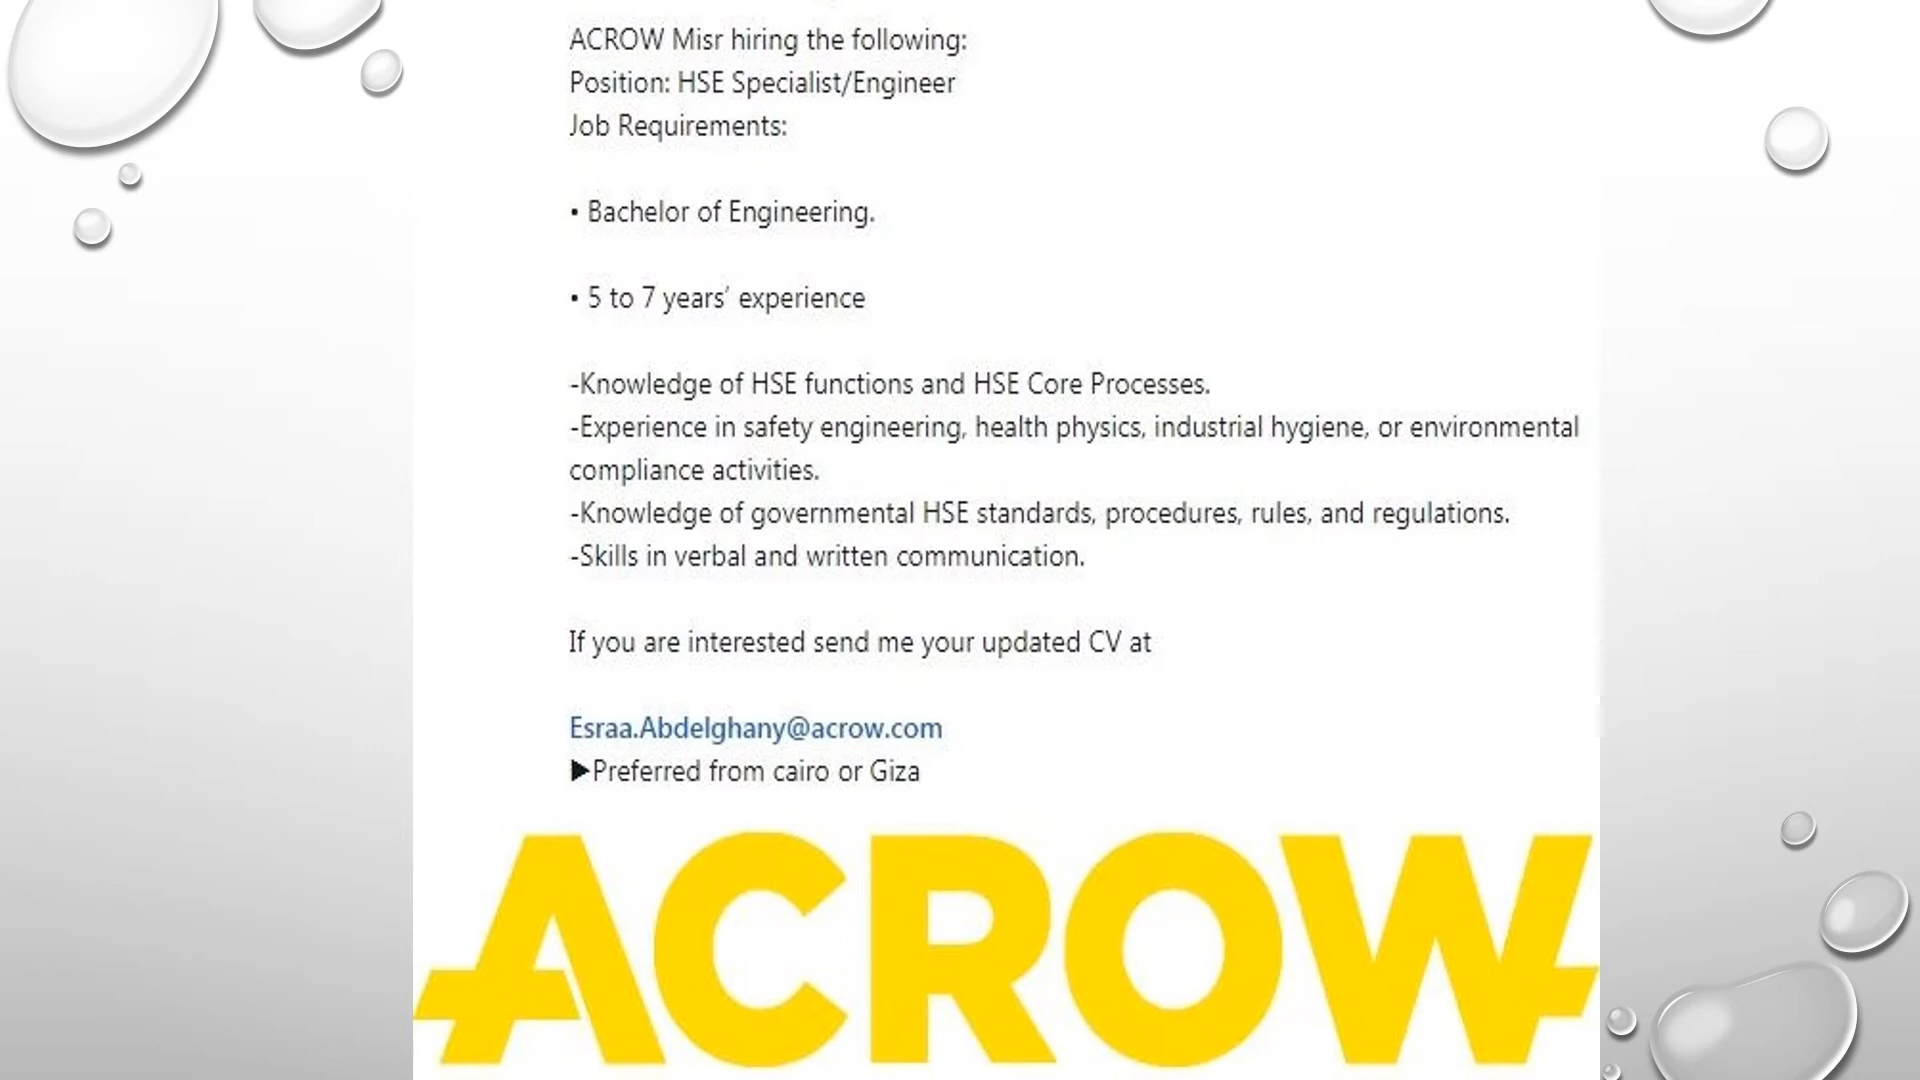 ACROW Misr hiring the following:
Position: HSE Specialist/Engineer
Job Requirements:
• Bachelor of Engineering.
• 5 to 7 years’ experience
-Knowledge of HSE functions and HSE Core Processes.
-Experience in safety engineering, health physics, industrial hygiene, or environmental
compliance activities.
-Knowledge of governmental HSE standards, procedures, rules, and regulations.
-Skills in verbal and written communication.
If you are interested send me your updated CV at
Esraa.Abdelghany@acrow.com
▶Preferred from cairo or Giza
ACROW